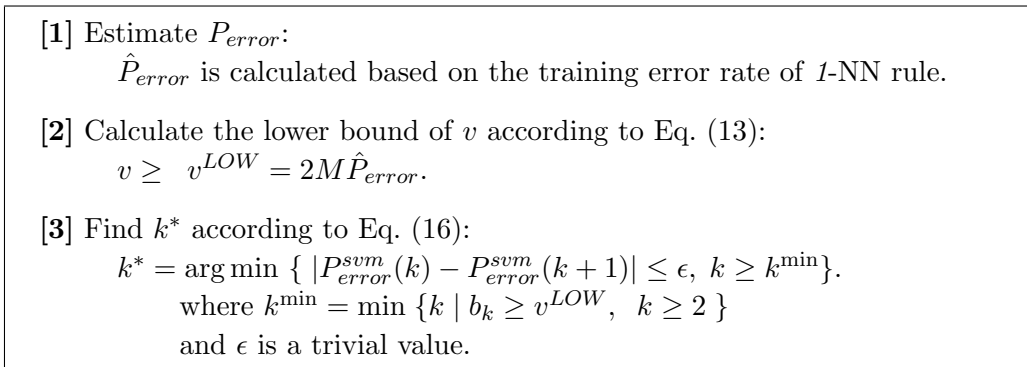 [1] Estimate P_error:
P̂_error is calculated based on the training error rate of 1-NN rule.
[2] Calculate the lower bound of v according to Eq. (13):
v ≥ v^LOW = 2MP̂_error.
[3] Find k* according to Eq. (16):
k* = arg min { |P^svm_error(k) − P^svm_error(k + 1)| ≤ ϵ, k ≥ k^min}.
where k^min = min {k | b_k ≥ v^LOW, k ≥ 2 }
and ϵ is a trivial value.